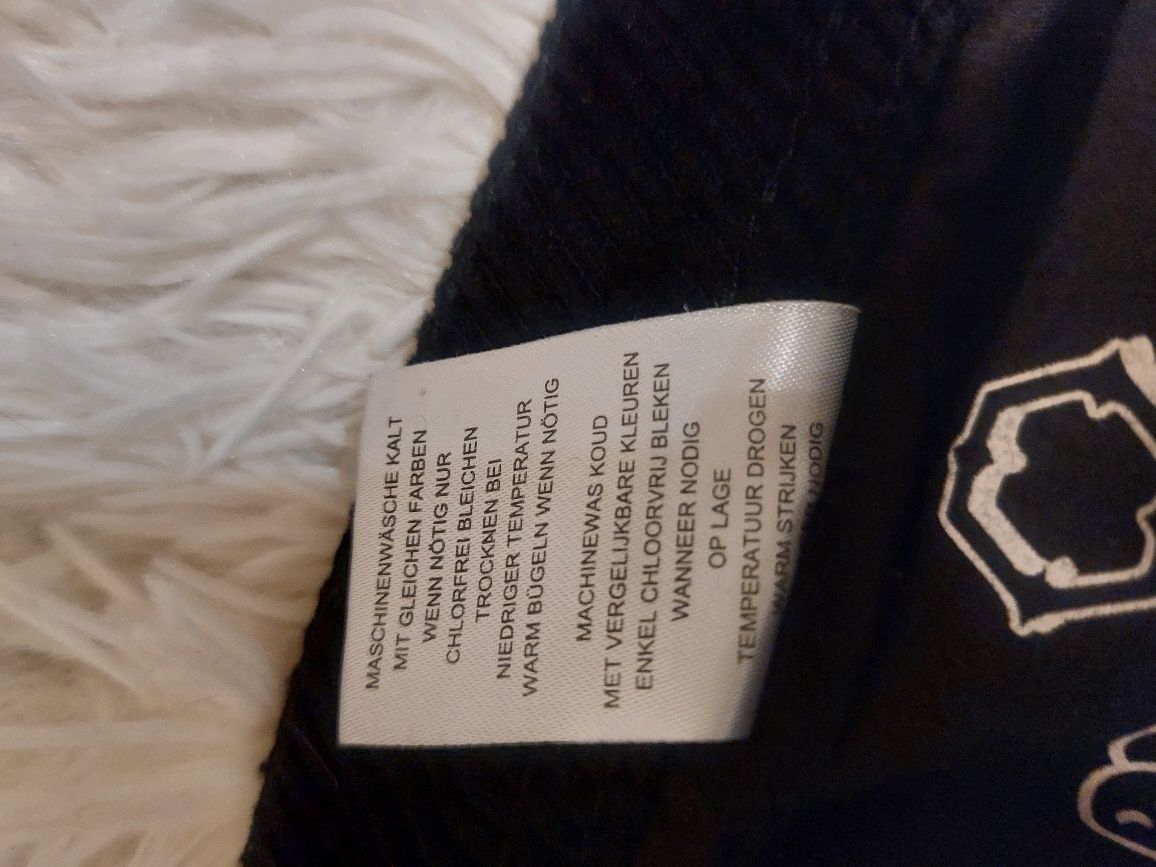 MASCHINENWÄSCHE KALT
MIT GLEICHEN FARBEN
WENN NÖTIG NUR
CHLORFREI BLEICHEN
TROCKNEN BEI
NIEDRIGER TEMPERATUR
WARM BÜGELN WENN NÖTIG
MACHINEWAS KOUD
MET VERGELIJKBARE KLEUREN
ENKEL CHLOORVRIJ BLEKEN
WANNEER NODIG
OP LAGE
TEMPERATUUR DROGEN
WARM STRIJKEN
NODIG